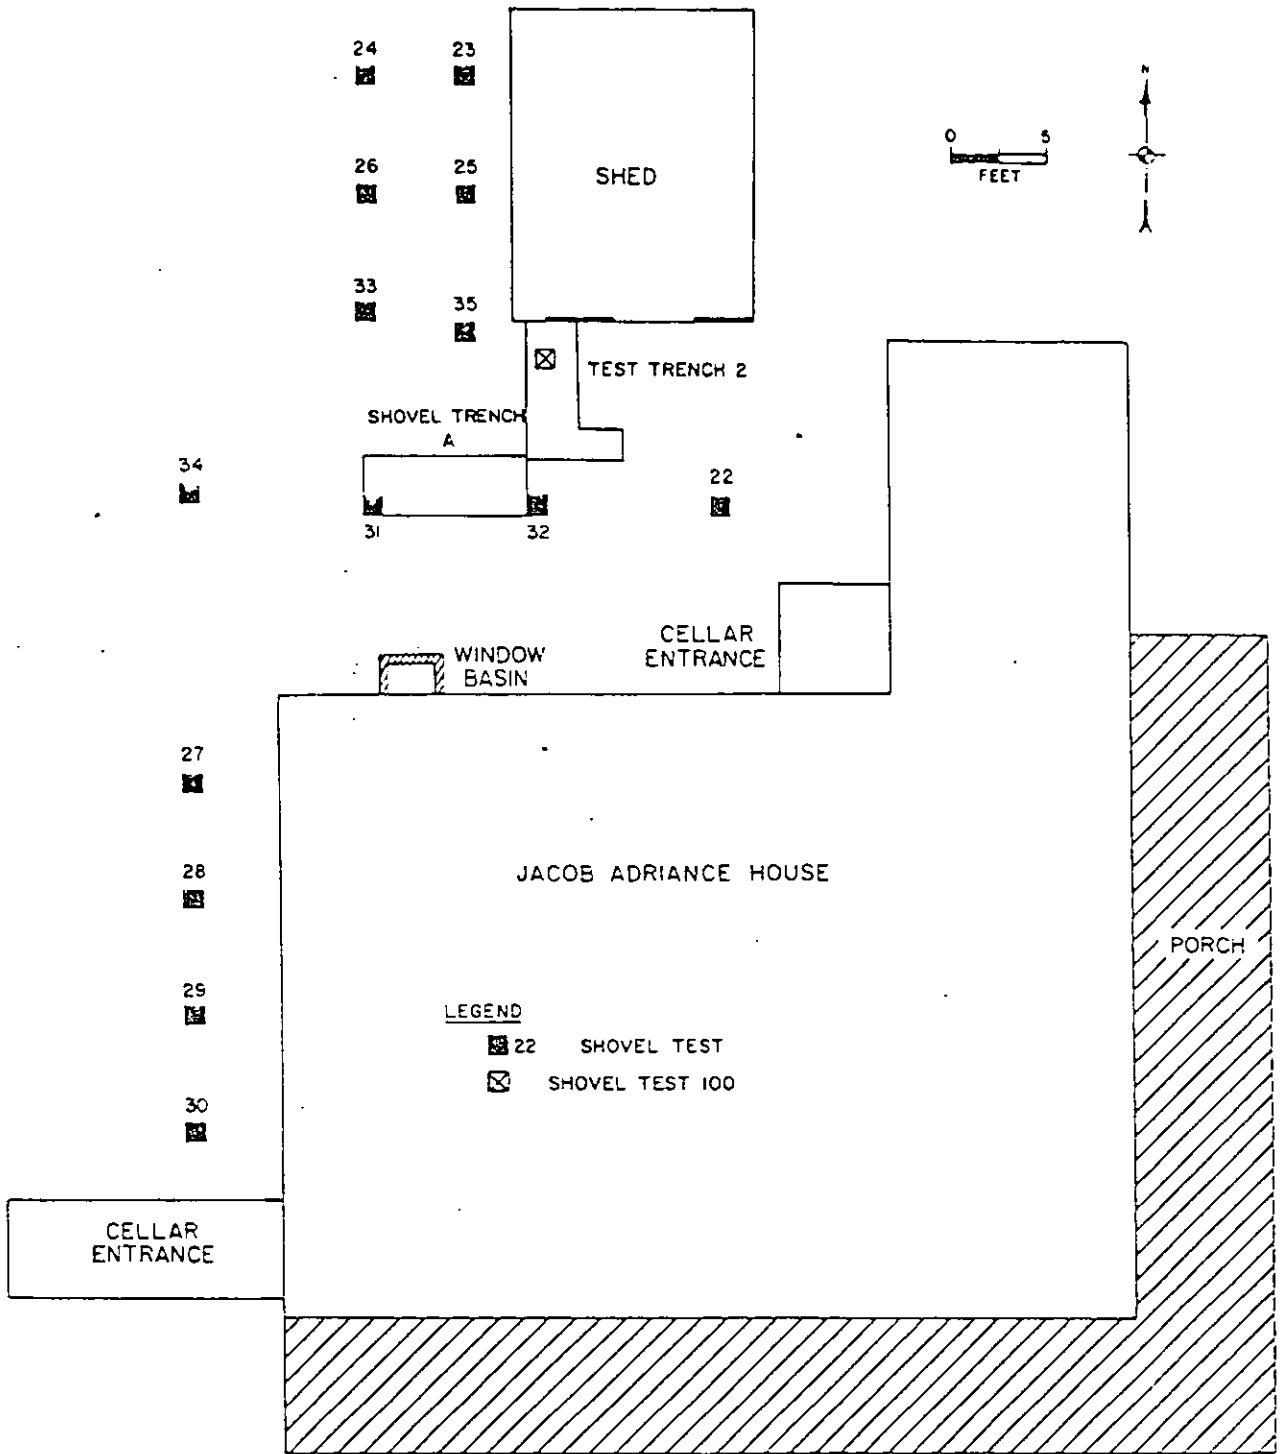 24
23
N
0
5
FEET
26
25
SHED
33
35
TEST TRENCH 2
SHOVEL TRENCH
A
34
22
31
32
CELLAR
ENTRANCE
WINDOW
BASIN
27
28
JACOB ADRIANCE HOUSE
PORCH
29
LEGEND
22 SHOVEL TEST
SHOVEL TEST 100
30
CELLAR
ENTRANCE